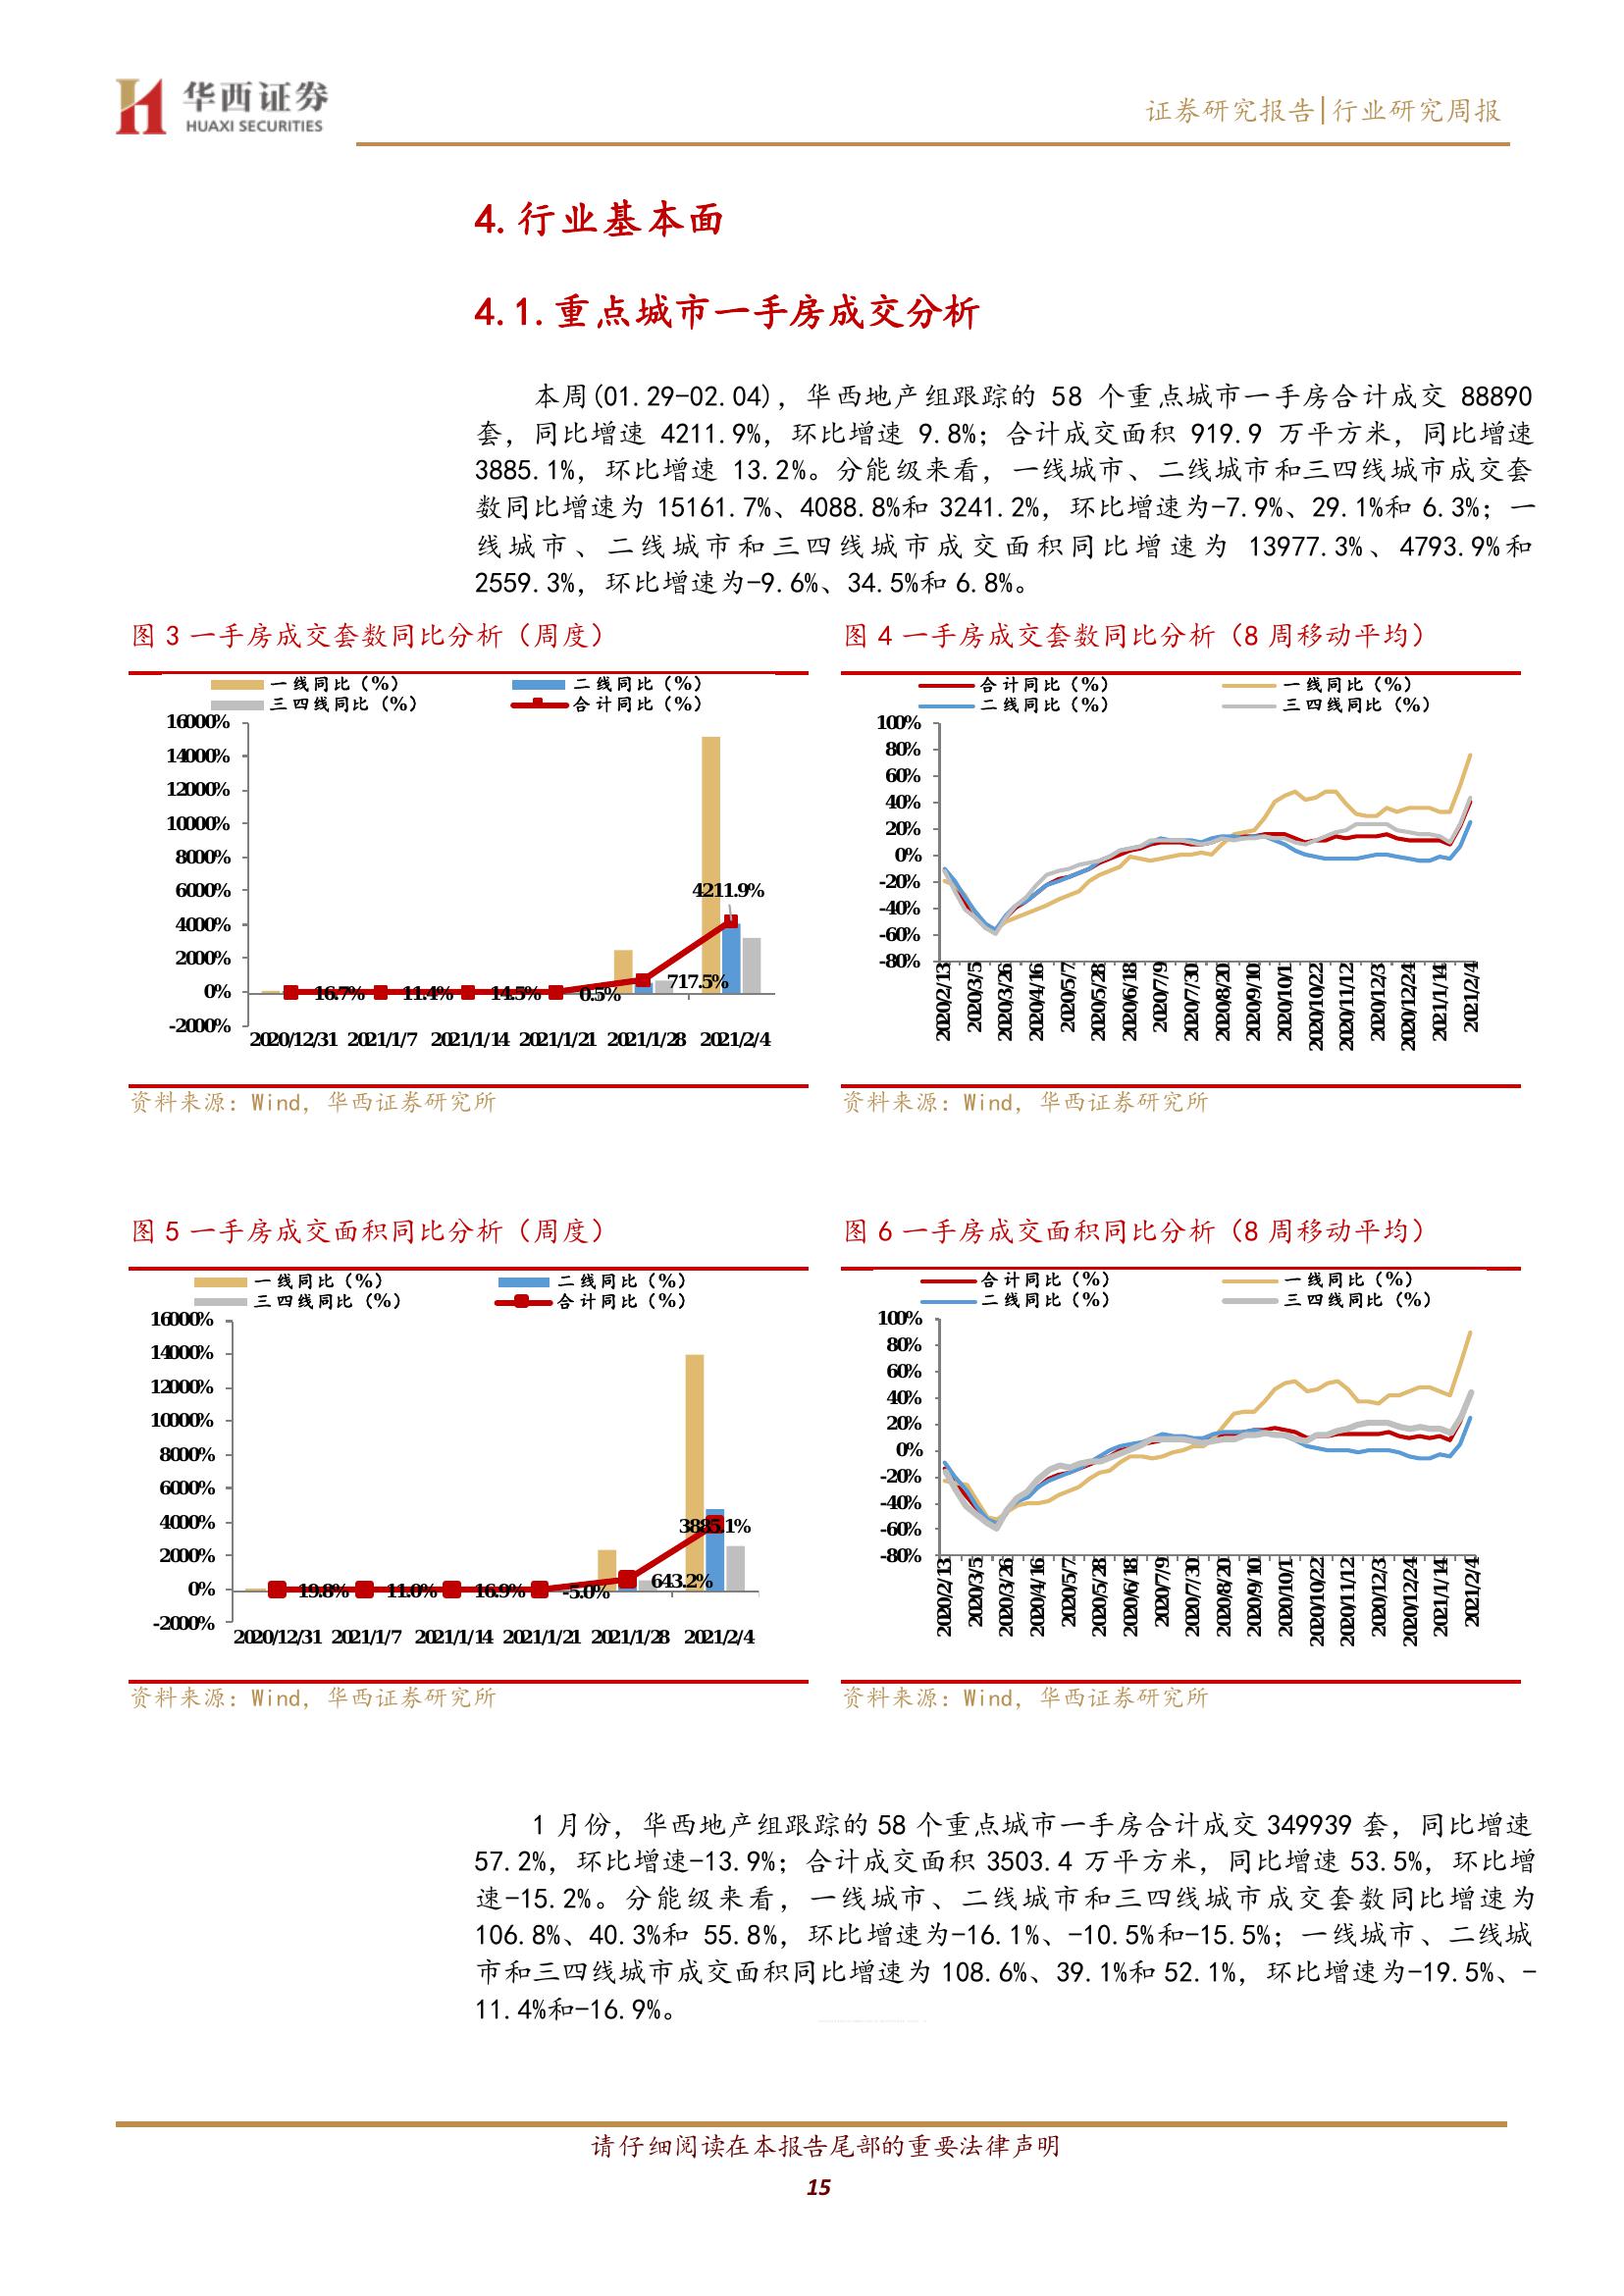 华西证券
HUAXI SECURITIES
证券研究报告|行业研究周报
4.行业基本面
4.1.重点城市一手房成交分析
本周(01.29-02.04)，华西地产组跟踪的 58 个重点城市一手房合计成交 88890
套，同比增速 4211.9%，环比增速 9.8%；合计成交面积 919.9 万平方米，同比增速
3885.1%，环比增速 13.2%。分能级来看，一线城市、二线城市和三四线城市成交套
数同比增速为 15161.7%、4088.8%和 3241.2%，环比增速为-7.9%、29.1%和 6.3%；一
线城市、二线城市和三四线城市成交面积同比增速为 13977.3%、4793.9%和
2559.3%，环比增速为-9.6%、34.5%和 6.8%。
图 3 一手房成交套数同比分析（周度）
一线同比（%） 二线同比（%）
三四线同比（%） 合计同比（%）
16000%
14000%
12000%
10000%
8000%
6000%
4000%
2000%
0%
-2000%
16.7% 11.4% 14.5% 0.5% 717.5% 4211.9%
2020/12/31 2021/1/7 2021/1/14 2021/1/21 2021/1/28 2021/2/4
资料来源：Wind，华西证券研究所
图 4 一手房成交套数同比分析（8 周移动平均）
合计同比（%） 一线同比（%）
二线同比（%） 三四线同比（%）
100%
80%
60%
40%
20%
0%
-20%
-40%
-60%
-80%
2020/2/13 2020/3/5 2020/3/26 2020/4/16 2020/5/7 2020/5/28 2020/6/18 2020/7/9 2020/7/30 2020/8/20 2020/9/10 2020/10/1 2020/10/22 2020/11/12 2020/12/3 2020/12/24 2021/1/14 2021/2/4
资料来源：Wind，华西证券研究所
图 5 一手房成交面积同比分析（周度）
一线同比（%） 二线同比（%）
三四线同比（%） 合计同比（%）
16000%
14000%
12000%
10000%
8000%
6000%
4000%
2000%
0%
-2000%
19.8% 11.0% 16.9% -5.0% 643.2% 3885.1%
2020/12/31 2021/1/7 2021/1/14 2021/1/21 2021/1/28 2021/2/4
资料来源：Wind，华西证券研究所
图 6 一手房成交面积同比分析（8 周移动平均）
合计同比（%） 一线同比（%）
二线同比（%） 三四线同比（%）
100%
80%
60%
40%
20%
0%
-20%
-40%
-60%
-80%
2020/2/13 2020/3/5 2020/3/26 2020/4/16 2020/5/7 2020/5/28 2020/6/18 2020/7/9 2020/7/30 2020/8/20 2020/9/10 2020/10/1 2020/10/22 2020/11/12 2020/12/3 2020/12/24 2021/1/14 2021/2/4
资料来源：Wind，华西证券研究所
1 月份，华西地产组跟踪的 58 个重点城市一手房合计成交 349939 套，同比增速
57.2%，环比增速-13.9%；合计成交面积 3503.4 万平方米，同比增速 53.5%，环比增
速-15.2%。分能级来看，一线城市、二线城市和三四线城市成交套数同比增速为
106.8%、40.3%和 55.8%，环比增速为-16.1%、-10.5%和-15.5%；一线城市、二线城
市和三四线城市成交面积同比增速为 108.6%、39.1%和 52.1%，环比增速为-19.5%、-
11.4%和-16.9%。
请仔细阅读在本报告尾部的重要法律声明
15